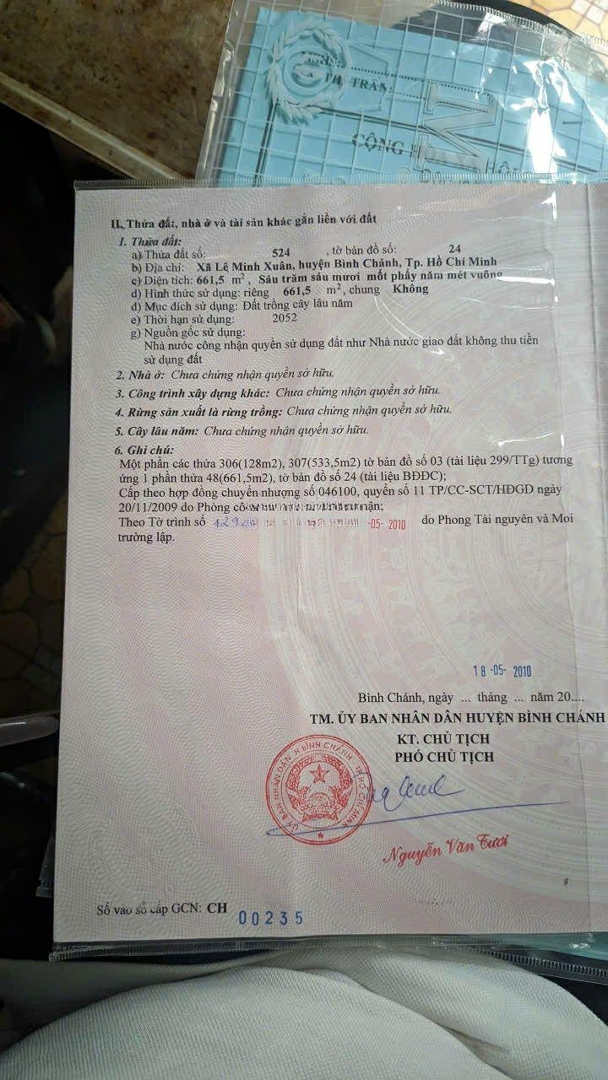 THỊ TRẤN
CỘNG
II. Thửa đất, nhà ở và tài sản khác gắn liền với đất
1. Thửa đất:
a) Thửa đất số: 524 , tờ bản đồ số: 24
b) Địa chỉ: Xã Lê Minh Xuân, huyện Bình Chánh, Tp. Hồ Chí Minh
c) Diện tích: 661,5 m², Sáu trăm sáu mươi mốt phẩy năm mét vuông
d) Hình thức sử dụng: riêng 661,5 m², chung Không
đ) Mục đích sử dụng: Đất trồng cây lâu năm
e) Thời hạn sử dụng: 2052
g) Nguồn gốc sử dụng:
Nhà nước công nhận quyền sử dụng đất như Nhà nước giao đất không thu tiền
sử dụng đất
2. Nhà ở: Chưa chứng nhận quyền sở hữu.
3. Công trình xây dựng khác: Chưa chứng nhận quyền sở hữu.
4. Rừng sản xuất là rừng trồng: Chưa chứng nhận quyền sở hữu.
5. Cây lâu năm: Chưa chứng nhận quyền sở hữu.
6. Ghi chú:
Một phần các thửa 306(128m2), 307(533,5m2) tờ bản đồ số 03 (tài liệu 299/TTg) tương
ứng 1 phần thửa 48(661,5m2), tờ bản đồ số 24 (tài liệu BĐĐC);
Cấp theo hợp đồng chuyển nhượng số 046100, quyển số 11 TP/CC-SCT/HĐGD ngày
20/11/2009 do Phòng
Theo Tờ trình số -05- 2010 do Phòng Tài nguyên và Môi
trường lập.
18 -05- 2010
Bình Chánh, ngày ... tháng ... năm 20....
TM. ỦY BAN NHÂN DÂN HUYỆN BÌNH CHÁNH
KT. CHỦ TỊCH
PHÓ CHỦ TỊCH
ỦY BAN NHÂN DÂN H.BÌNH CHÁNH T.P HỒ CHÍ MINH
Nguyễn Văn Tươi
Số vào sổ cấp GCN: CH 00235